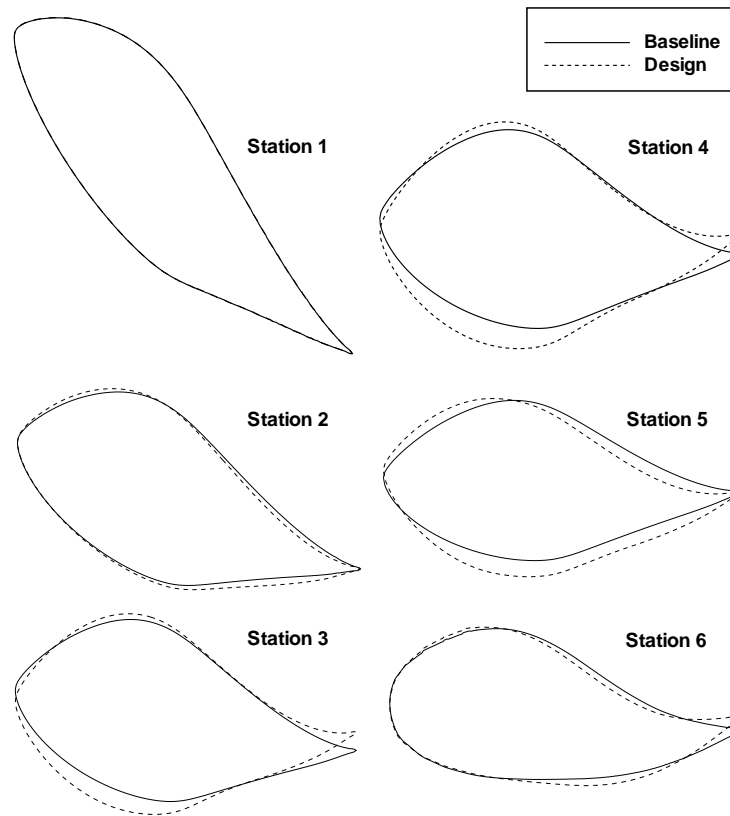 Baseline
Design
Station 1
Station 4
Station 2
Station 5
Station 3
Station 6